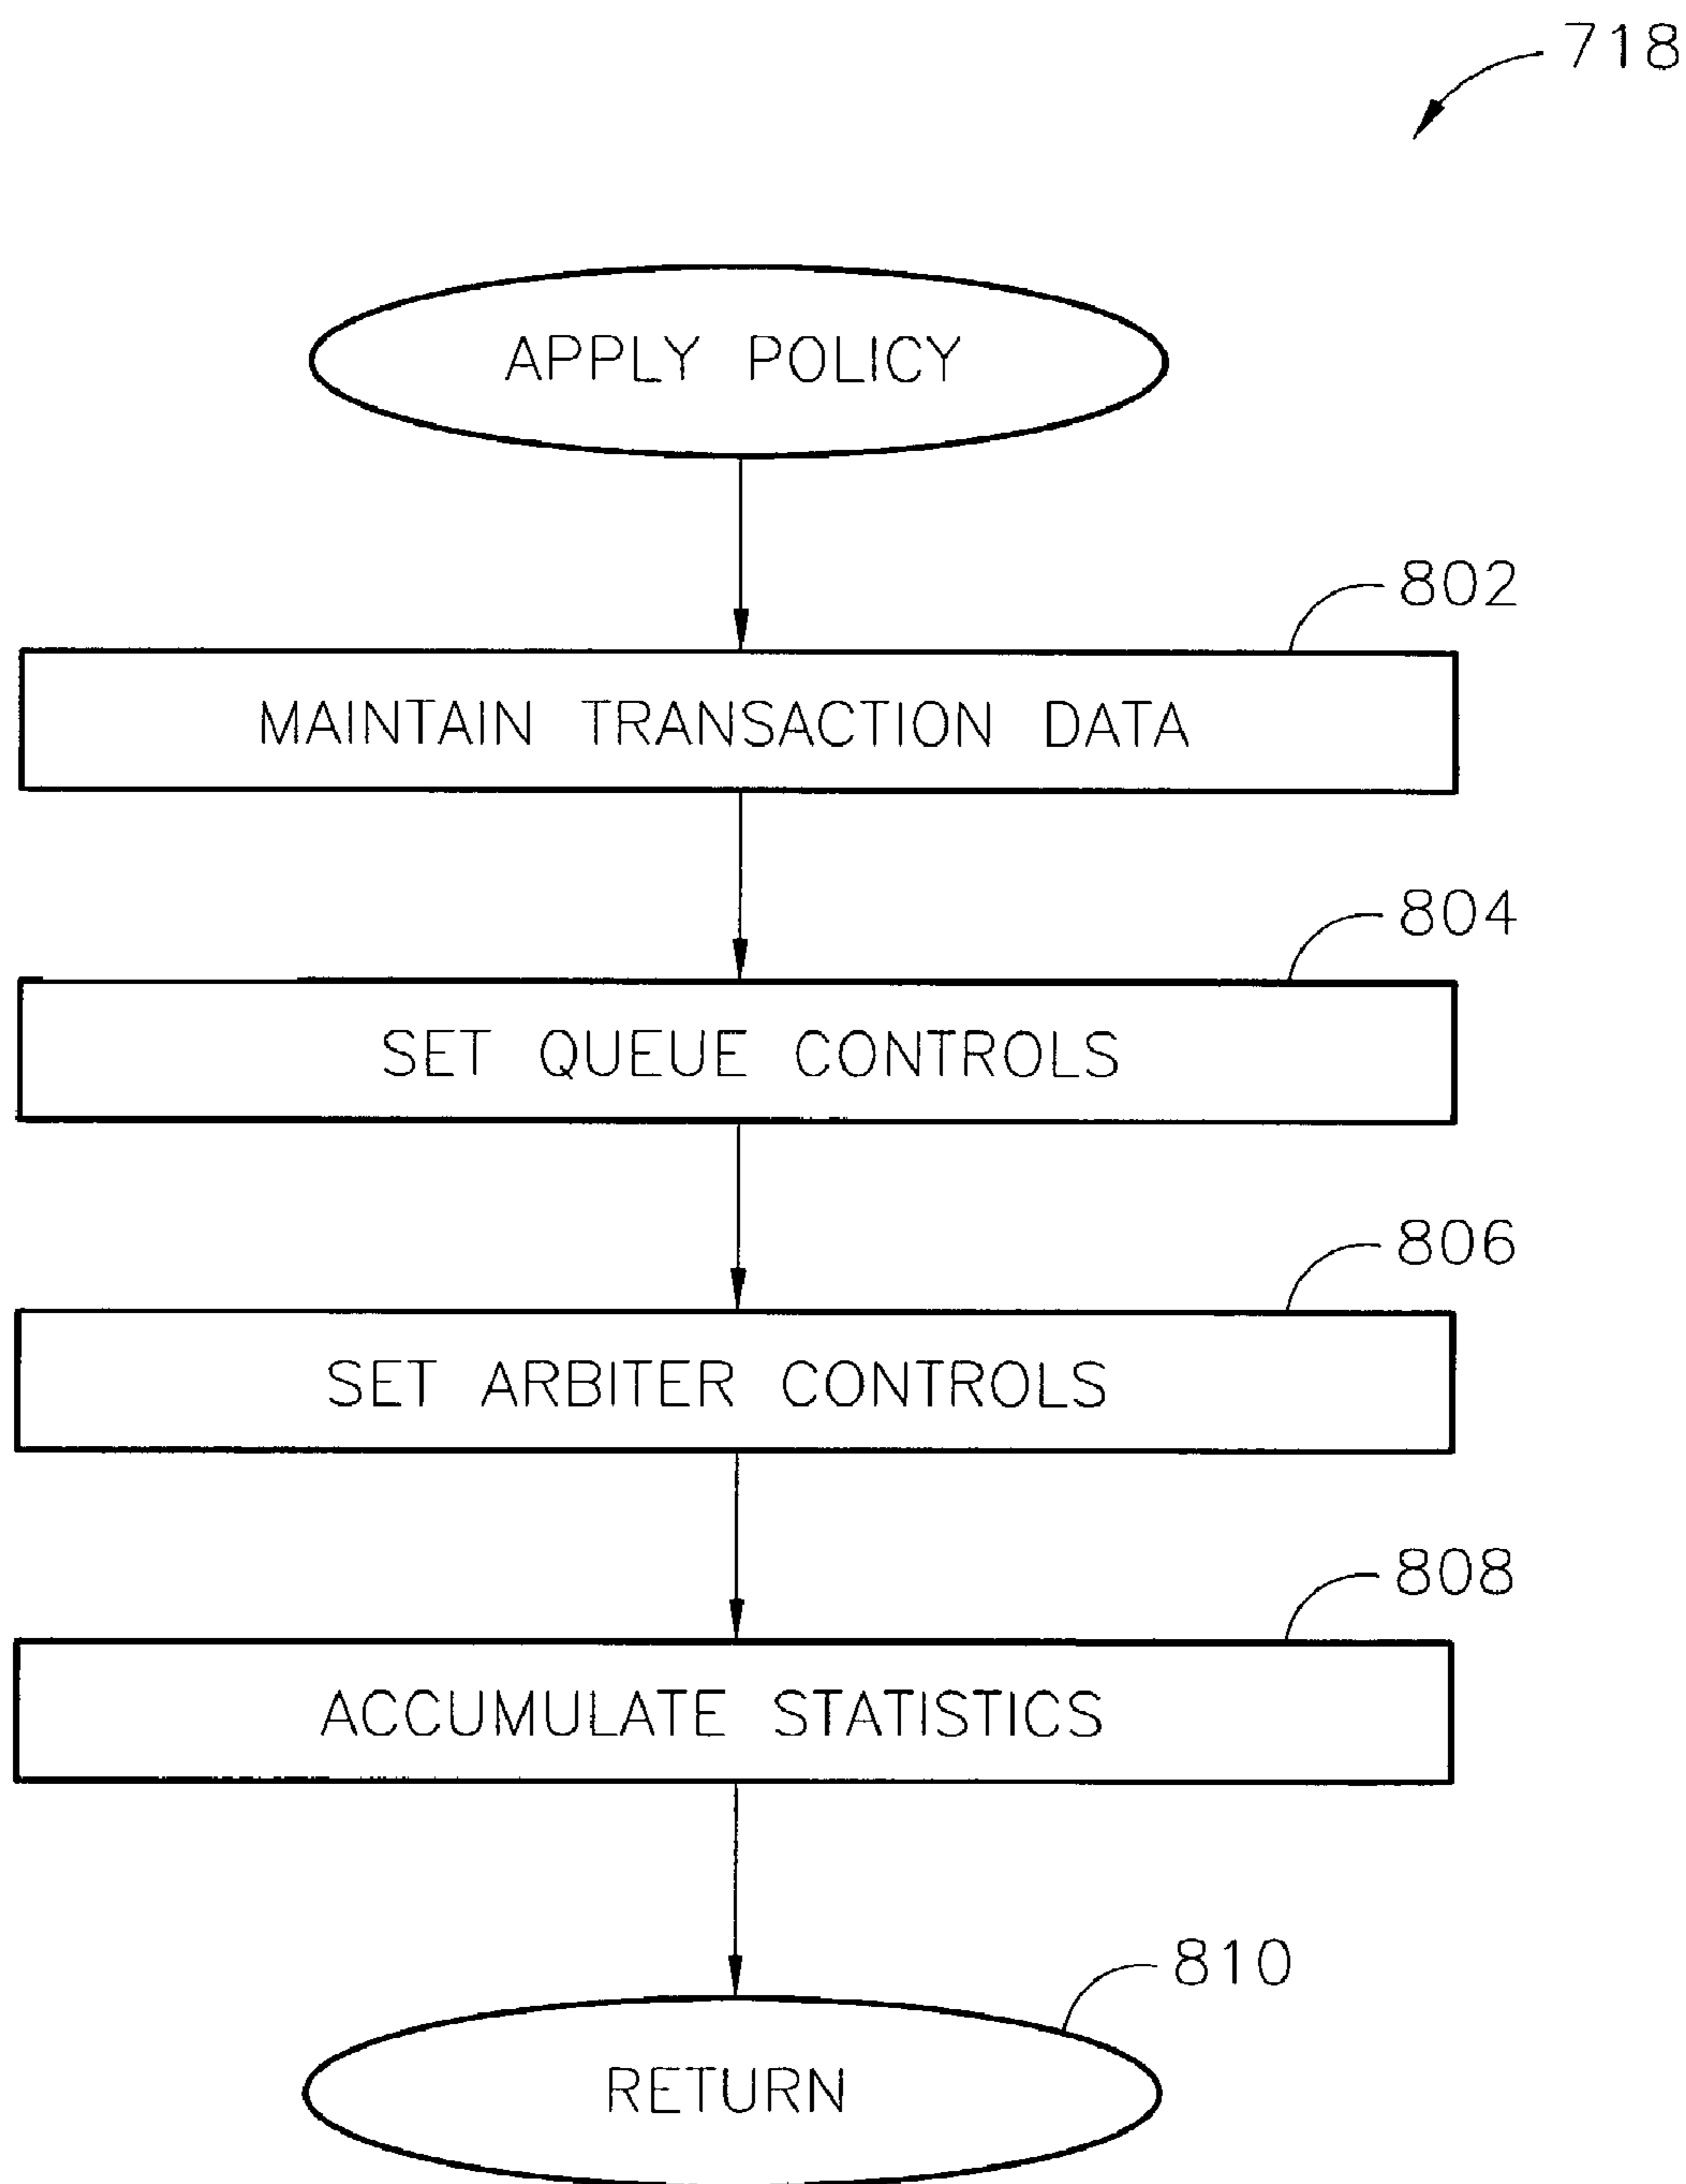 718
APPLY POLICY
802
MAINTAIN TRANSACTION DATA
804
SET QUEUE CONTROLS
806
SET ARBITER CONTROLS
808
ACCUMULATE STATISTICS
810
RETURN